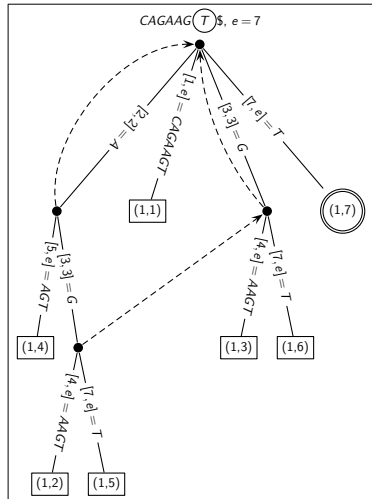 CAGAAG T $, e = 7
[2,2] = A
[1,e] = CAGAAGT
[3,3] = G
[7,e] = T
(1,1)
(1,7)
[5,e] = AGT
[3,3] = G
[4,e] = AAGT
[7,e] = T
(1,4)
(1,3)
(1,6)
[4,e] = AAGT
[7,e] = T
(1,2)
(1,5)